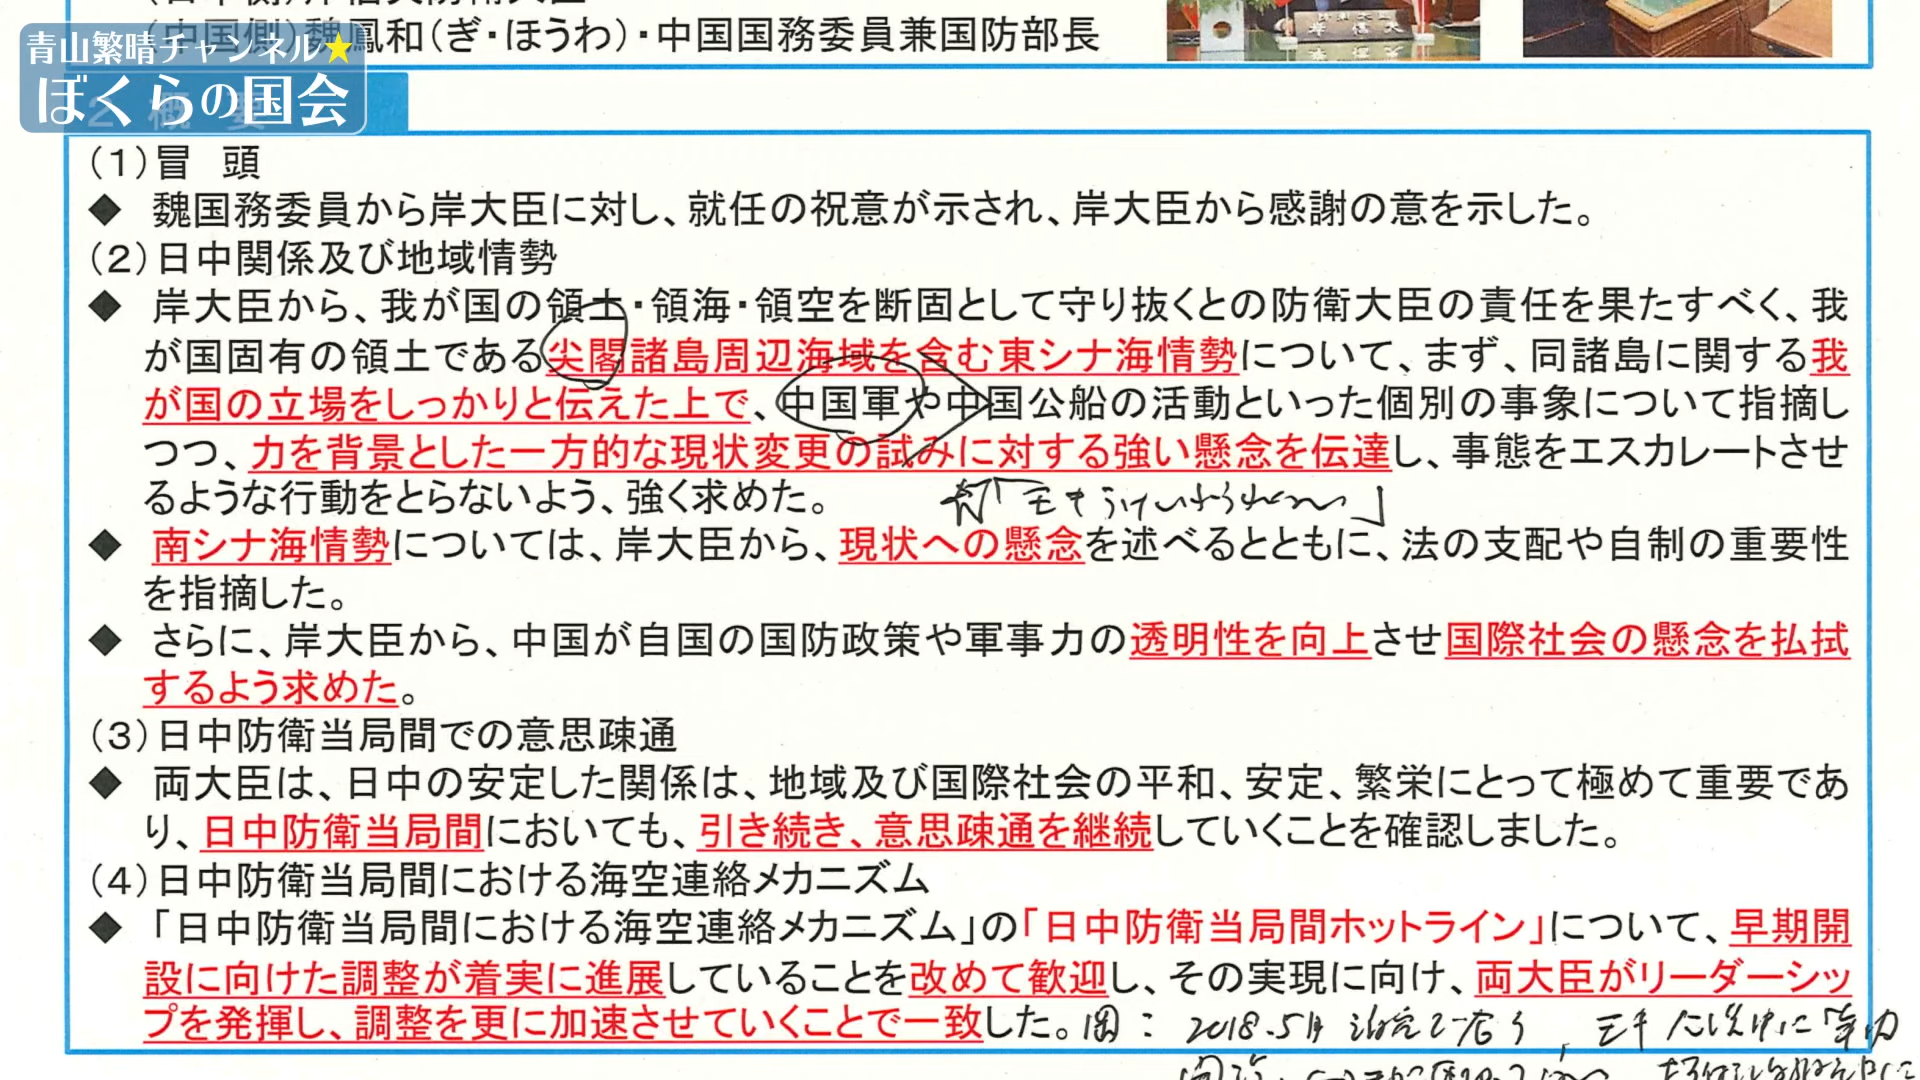 青山繁晴チャンネル★
ぼくらの国会
魏鳳和（ぎ・ほうわ）・中国国務委員兼国防部長
2 概 要
（1）冒　頭
◆ 魏国務委員から岸大臣に対し、就任の祝意が示され、岸大臣から感謝の意を示した。
（2）日中関係及び地域情勢
◆ 岸大臣から、我が国の領土・領海・領空を断固として守り抜くとの防衛大臣の責任を果たすべく、我
が国固有の領土である尖閣諸島周辺海域を含む東シナ海情勢について、まず、同諸島に関する我
が国の立場をしっかりと伝えた上で、中国軍や中国公船の活動といった個別の事象について指摘し
つつ、力を背景とした一方的な現状変更の試みに対する強い懸念を伝達し、事態をエスカレートさせ
るような行動をとらないよう、強く求めた。
◆ 南シナ海情勢については、岸大臣から、現状への懸念を述べるとともに、法の支配や自制の重要性
を指摘した。
◆ さらに、岸大臣から、中国が自国の国防政策や軍事力の透明性を向上させ国際社会の懸念を払拭
するよう求めた。
（3）日中防衛当局間での意思疎通
◆ 両大臣は、日中の安定した関係は、地域及び国際社会の平和、安定、繁栄にとって極めて重要であ
り、日中防衛当局間においても、引き続き、意思疎通を継続していくことを確認しました。
（4）日中防衛当局間における海空連絡メカニズム
◆ 「日中防衛当局間における海空連絡メカニズム」の「日中防衛当局間ホットライン」について、早期開
設に向けた調整が着実に進展していることを改めて歓迎し、その実現に向け、両大臣がリーダーシッ
プを発揮し、調整を更に加速させていくことで一致した。
2018.5月